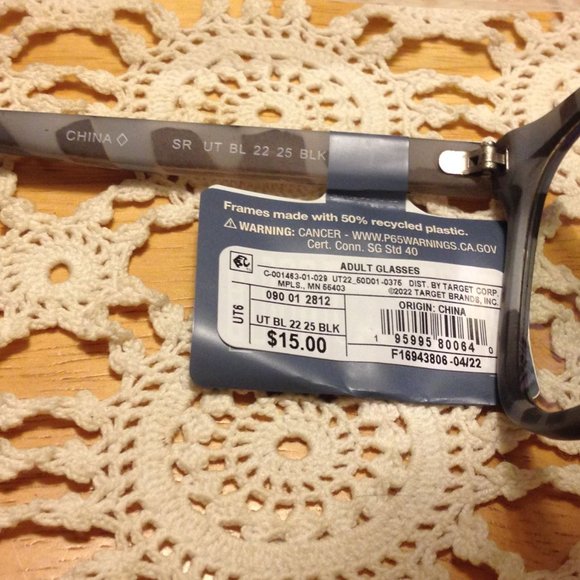 CHINA ◇ SR UT BL 22 25 BLK
Frames made with 50% recycled plastic.
⚠ WARNING: CANCER - WWW.P65WARNINGS.CA.GOV
Cert. Conn. SG Std 40
ADULT GLASSES
C-001453-01-029 UT22_50D01-0375 DIST. BY TARGET CORP.
MPLS., MN 55403 ©2022 TARGET BRANDS, INC.
UT6
090 01 2812
UT BL 22 25 BLK
$15.00
ORIGIN: CHINA
1 95995 80064 0
F16943806 -04/22